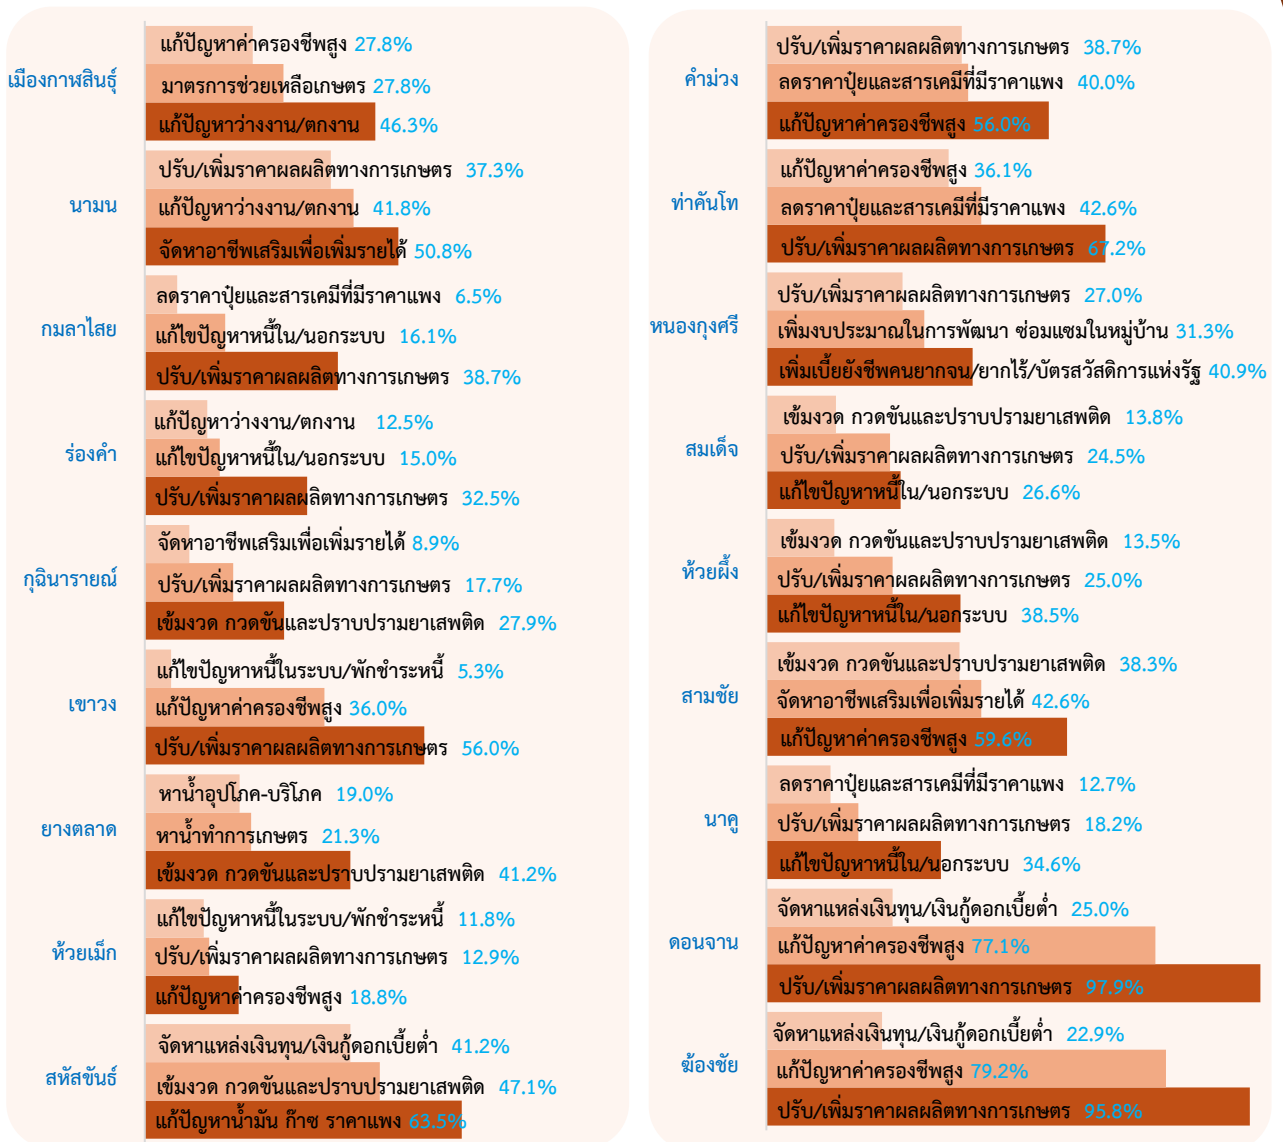 แก้ปัญหาค่าครองชีพสูง 27.8%
เมืองกาฬสินธุ์
มาตรการช่วยเหลือเกษตร 27.8%
แก้ปัญหาว่างงาน/ตกงาน 46.3%
ปรับ/เพิ่มราคาผลผลิตทางการเกษตร 37.3%
นามน
แก้ปัญหาว่างงาน/ตกงาน 41.8%
จัดหาอาชีพเสริมเพื่อเพิ่มรายได้ 50.8%
ลดราคาปุ๋ยและสารเคมีที่มีราคาแพง 6.5%
กมลาไสย
แก้ไขปัญหาหนี้ใน/นอกระบบ 16.1%
ปรับ/เพิ่มราคาผลผลิตทางการเกษตร 38.7%
แก้ปัญหาว่างงาน/ตกงาน 12.5%
ร่องคำ
แก้ไขปัญหาหนี้ใน/นอกระบบ 15.0%
ปรับ/เพิ่มราคาผลผลิตทางการเกษตร 32.5%
จัดหาอาชีพเสริมเพื่อเพิ่มรายได้ 8.9%
กุฉินารายณ์
ปรับ/เพิ่มราคาผลผลิตทางการเกษตร 17.7%
เข้มงวด กวดขันและปราบปรามยาเสพติด 27.9%
แก้ไขปัญหาหนี้ในระบบ/พักชำระหนี้ 5.3%
เขาวง
แก้ปัญหาค่าครองชีพสูง 36.0%
ปรับ/เพิ่มราคาผลผลิตทางการเกษตร 56.0%
หาน้ำอุปโภค-บริโภค 19.0%
ยางตลาด
หาน้ำทำการเกษตร 21.3%
เข้มงวด กวดขันและปราบปรามยาเสพติด 41.2%
แก้ไขปัญหาหนี้ในระบบ/พักชำระหนี้ 11.8%
ห้วยเม็ก
ปรับ/เพิ่มราคาผลผลิตทางการเกษตร 12.9%
แก้ปัญหาค่าครองชีพสูง 18.8%
จัดหาแหล่งเงินทุน/เงินกู้ดอกเบี้ยต่ำ 41.2%
สหัสขันธ์
เข้มงวด กวดขันและปราบปรามยาเสพติด 47.1%
แก้ปัญหาน้ำมัน ก๊าซ ราคาแพง 63.5%
ปรับ/เพิ่มราคาผลผลิตทางการเกษตร 38.7%
คำม่วง
ลดราคาปุ๋ยและสารเคมีที่มีราคาแพง 40.0%
แก้ปัญหาค่าครองชีพสูง 56.0%
แก้ปัญหาค่าครองชีพสูง 36.1%
ท่าคันโท
ลดราคาปุ๋ยและสารเคมีที่มีราคาแพง 42.6%
ปรับ/เพิ่มราคาผลผลิตทางการเกษตร 67.2%
ปรับ/เพิ่มราคาผลผลิตทางการเกษตร 27.0%
หนองกุงศรี
เพิ่มงบประมาณในการพัฒนา ซ่อมแซมในหมู่บ้าน 31.3%
เพิ่มเบี้ยยังชีพคนยากจน/ยากไร้/บัตรสวัสดิการแห่งรัฐ 40.9%
เข้มงวด กวดขันและปราบปรามยาเสพติด 13.8%
สมเด็จ
ปรับ/เพิ่มราคาผลผลิตทางการเกษตร 24.5%
แก้ไขปัญหาหนี้ใน/นอกระบบ 26.6%
เข้มงวด กวดขันและปราบปรามยาเสพติด 13.5%
ห้วยผึ้ง
ปรับ/เพิ่มราคาผลผลิตทางการเกษตร 25.0%
แก้ไขปัญหาหนี้ใน/นอกระบบ 38.5%
เข้มงวด กวดขันและปราบปรามยาเสพติด 38.3%
สามชัย
จัดหาอาชีพเสริมเพื่อเพิ่มรายได้ 42.6%
แก้ปัญหาค่าครองชีพสูง 59.6%
ลดราคาปุ๋ยและสารเคมีที่มีราคาแพง 12.7%
นาคู
ปรับ/เพิ่มราคาผลผลิตทางการเกษตร 18.2%
แก้ไขปัญหาหนี้ใน/นอกระบบ 34.6%
จัดหาแหล่งเงินทุน/เงินกู้ดอกเบี้ยต่ำ 25.0%
ดอนจาน
แก้ปัญหาค่าครองชีพสูง 77.1%
ปรับ/เพิ่มราคาผลผลิตทางการเกษตร 97.9%
จัดหาแหล่งเงินทุน/เงินกู้ดอกเบี้ยต่ำ 22.9%
ฆ้องชัย
แก้ปัญหาค่าครองชีพสูง 79.2%
ปรับ/เพิ่มราคาผลผลิตทางการเกษตร 95.8%